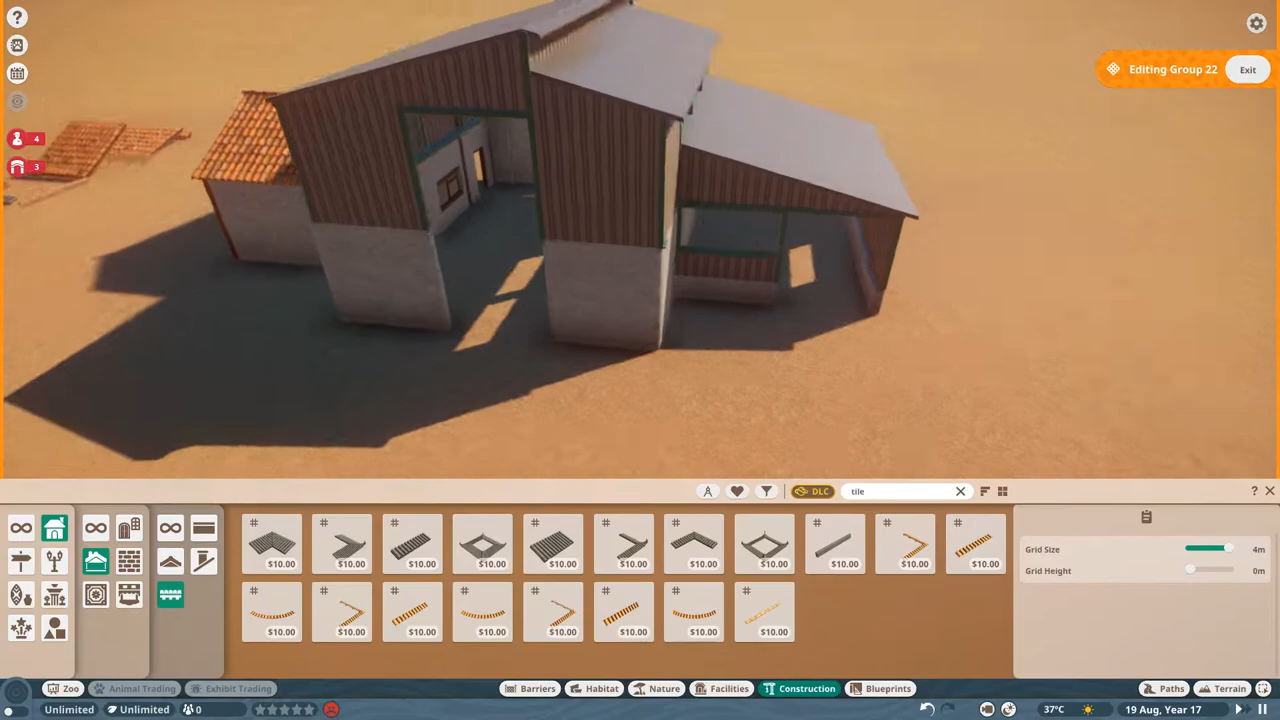 ?
Editing Group 22
Exit
4
3
DLC
tile
?
$10.00 $10.00 $10.00 $10.00 $10.00 $10.00 $10.00 $10.00 $10.00 $10.00 $10.00
Grid Size
4m
Grid Height
0m
$10.00 $10.00 $10.00 $10.00 $10.00 $10.00 $10.00 $10.00
Zoo
Animal Trading
Exhibit Trading
Barriers
Habitat
Nature
Facilities
Construction
Blueprints
Paths
Terrain
Unlimited
Unlimited
0
37°C
19 Aug, Year 17